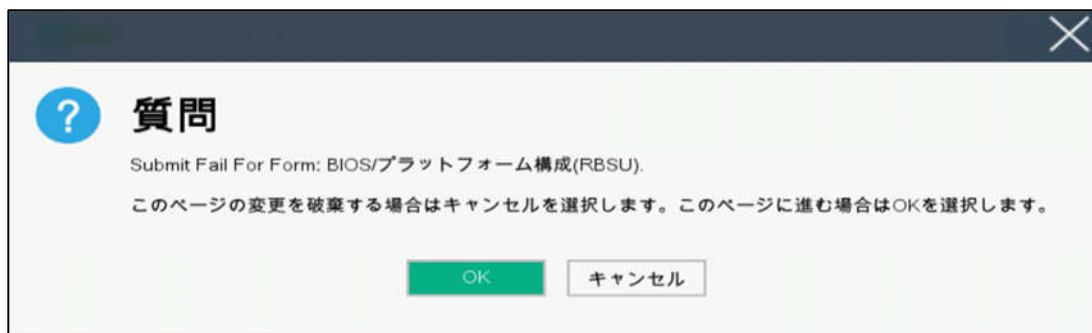 ?
質問
Submit Fail For Form: BIOS/プラットフォーム構成(RBSU).
このページの変更を破棄する場合はキャンセルを選択します。このページに進む場合はOKを選択します。
OK
キャンセル